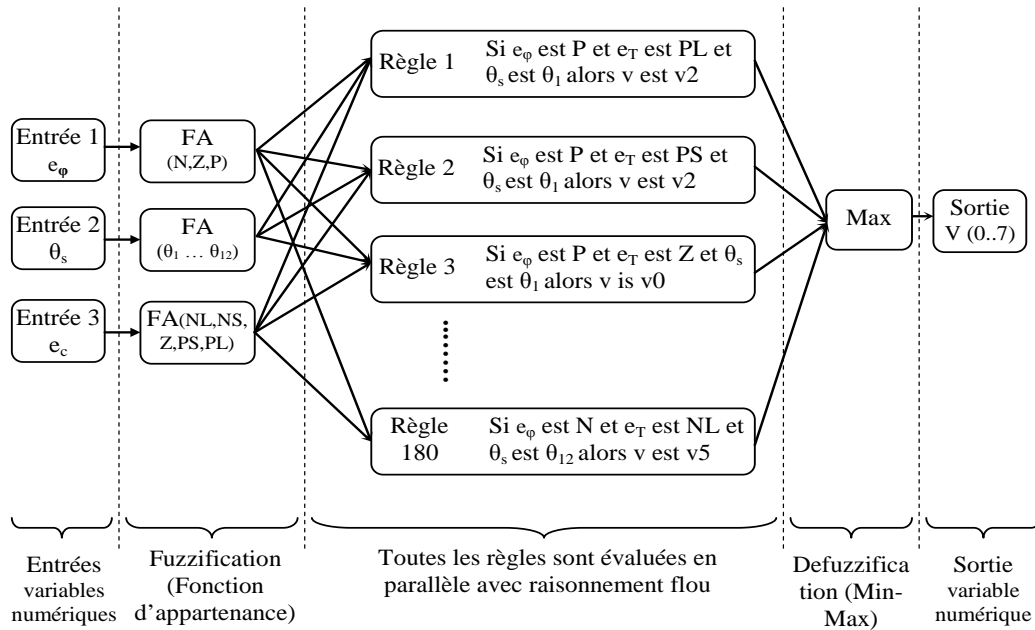 Entrée 1
eφ
Entrée 2
θs
Entrée 3
ec
FA
(N,Z,P)
FA
(θ1 … θ12)
FA(NL,NS,
Z,PS,PL)
Règle 1
Si eφ est P et eT est PL et
θs est θ1 alors v est v2
Règle 2
Si eφ est P et eT est PS et
θs est θ1 alors v est v2
Règle 3
Si eφ est P et eT est Z et θs
est θ1 alors v is v0
........
Règle
180
Si eφ est N et eT est NL et
θs est θ12 alors v est v5
Max
Sortie
V (0..7)
Entrées
variables
numériques
Fuzzification
(Fonction
d’appartenance)
Toutes les règles sont évaluées en
parallèle avec raisonnement flou
Defuzzifica
tion (Min-
Max)
Sortie
variable
numérique